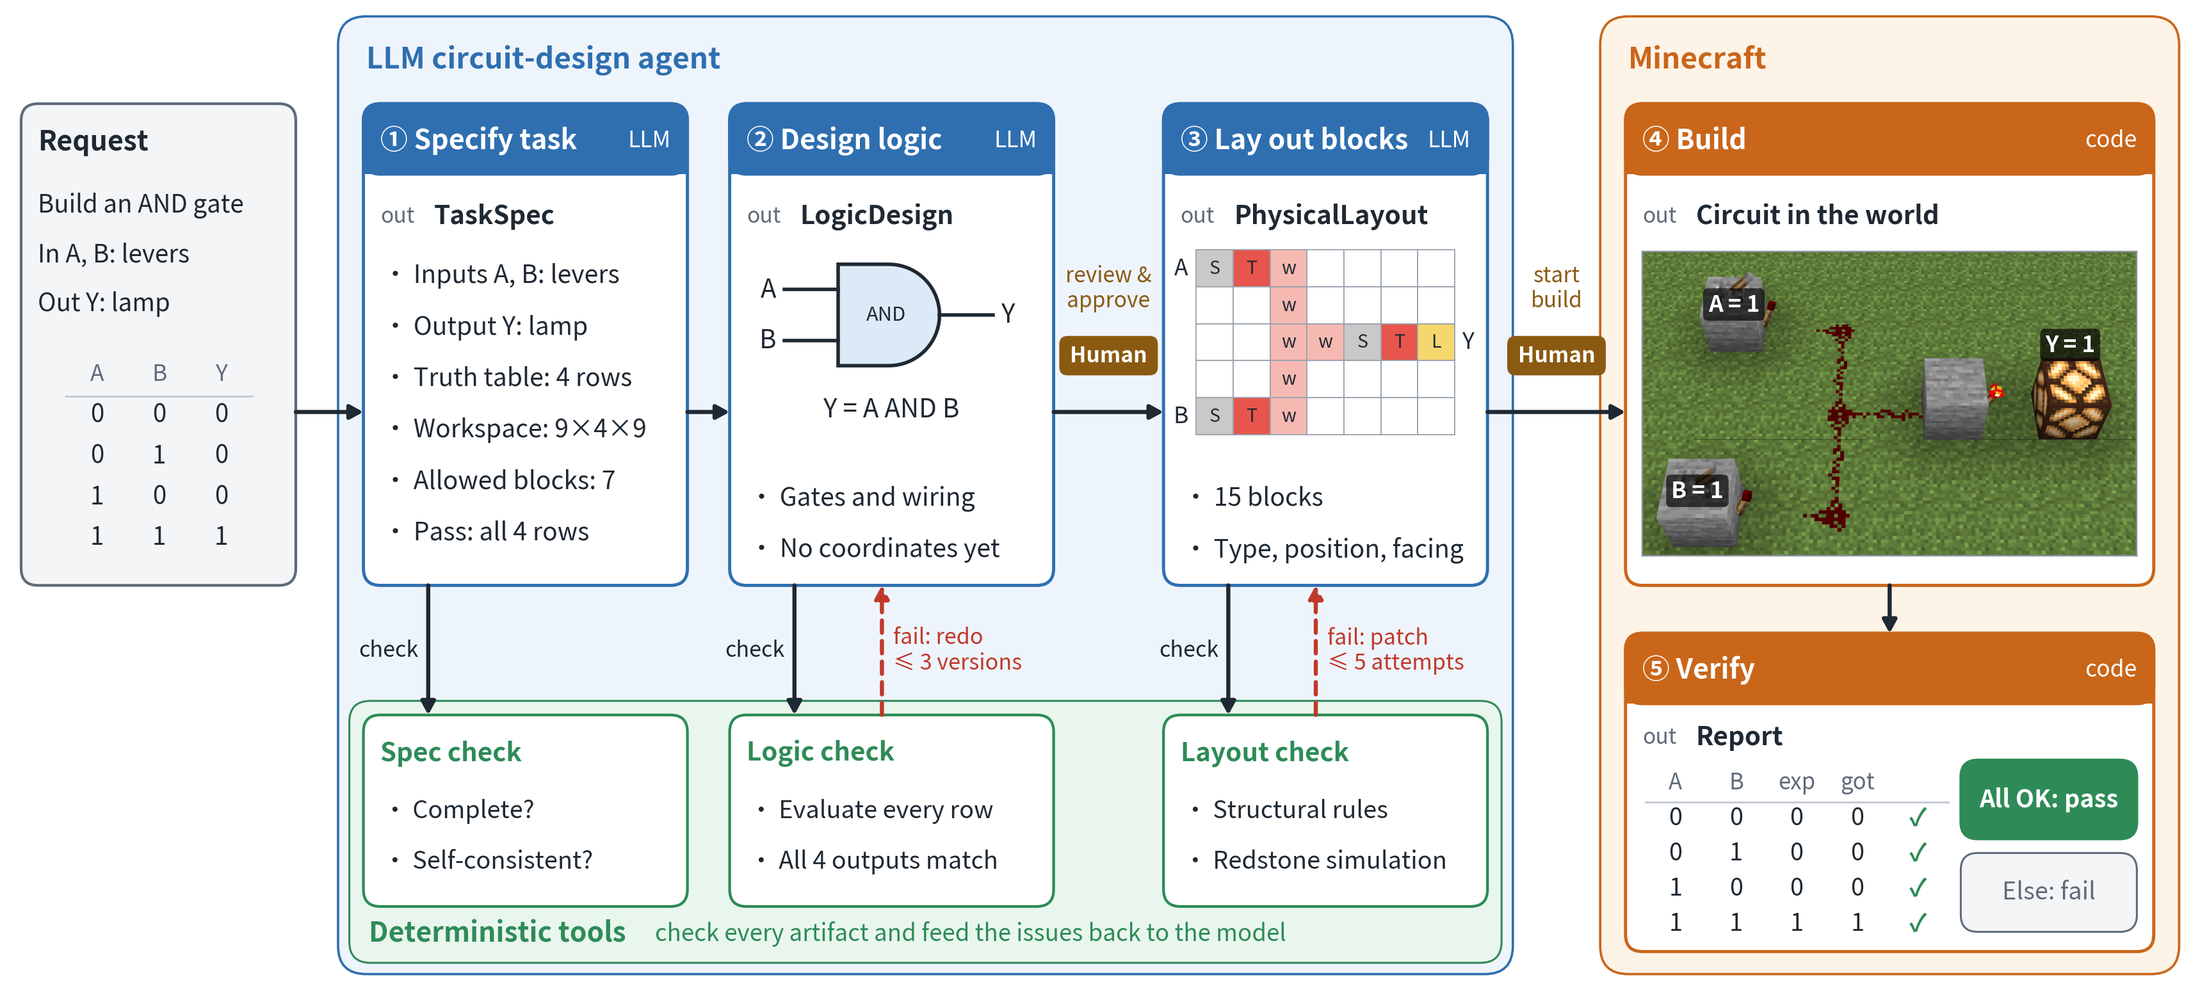 Request
Build an AND gate
In A, B: levers
Out Y: lamp
A B Y
0 0 0
0 1 0
1 0 0
1 1 1
LLM circuit-design agent
① Specify task LLM
out TaskSpec
• Inputs A, B: levers
• Output Y: lamp
• Truth table: 4 rows
• Workspace: 9×4×9
• Allowed blocks: 7
• Pass: all 4 rows
② Design logic LLM
out LogicDesign
A
B
AND
Y
Y = A AND B
• Gates and wiring
• No coordinates yet
review &
approve
Human
③ Lay out blocks LLM
out PhysicalLayout
A S T w
w
w w S T L Y
w
B S T w
• 15 blocks
• Type, position, facing
start
build
Human
check
check
fail: redo
≤ 3 versions
check
fail: patch
≤ 5 attempts
Spec check
• Complete?
• Self-consistent?
Logic check
• Evaluate every row
• All 4 outputs match
Layout check
• Structural rules
• Redstone simulation
Deterministic tools check every artifact and feed the issues back to the model
Minecraft
④ Build code
out Circuit in the world
A = 1
Y = 1
B = 1
⑤ Verify code
out Report
A B exp got
0 0 0 0 ✓
0 1 0 0 ✓
1 0 0 0 ✓
1 1 1 1 ✓
All OK: pass
Else: fail